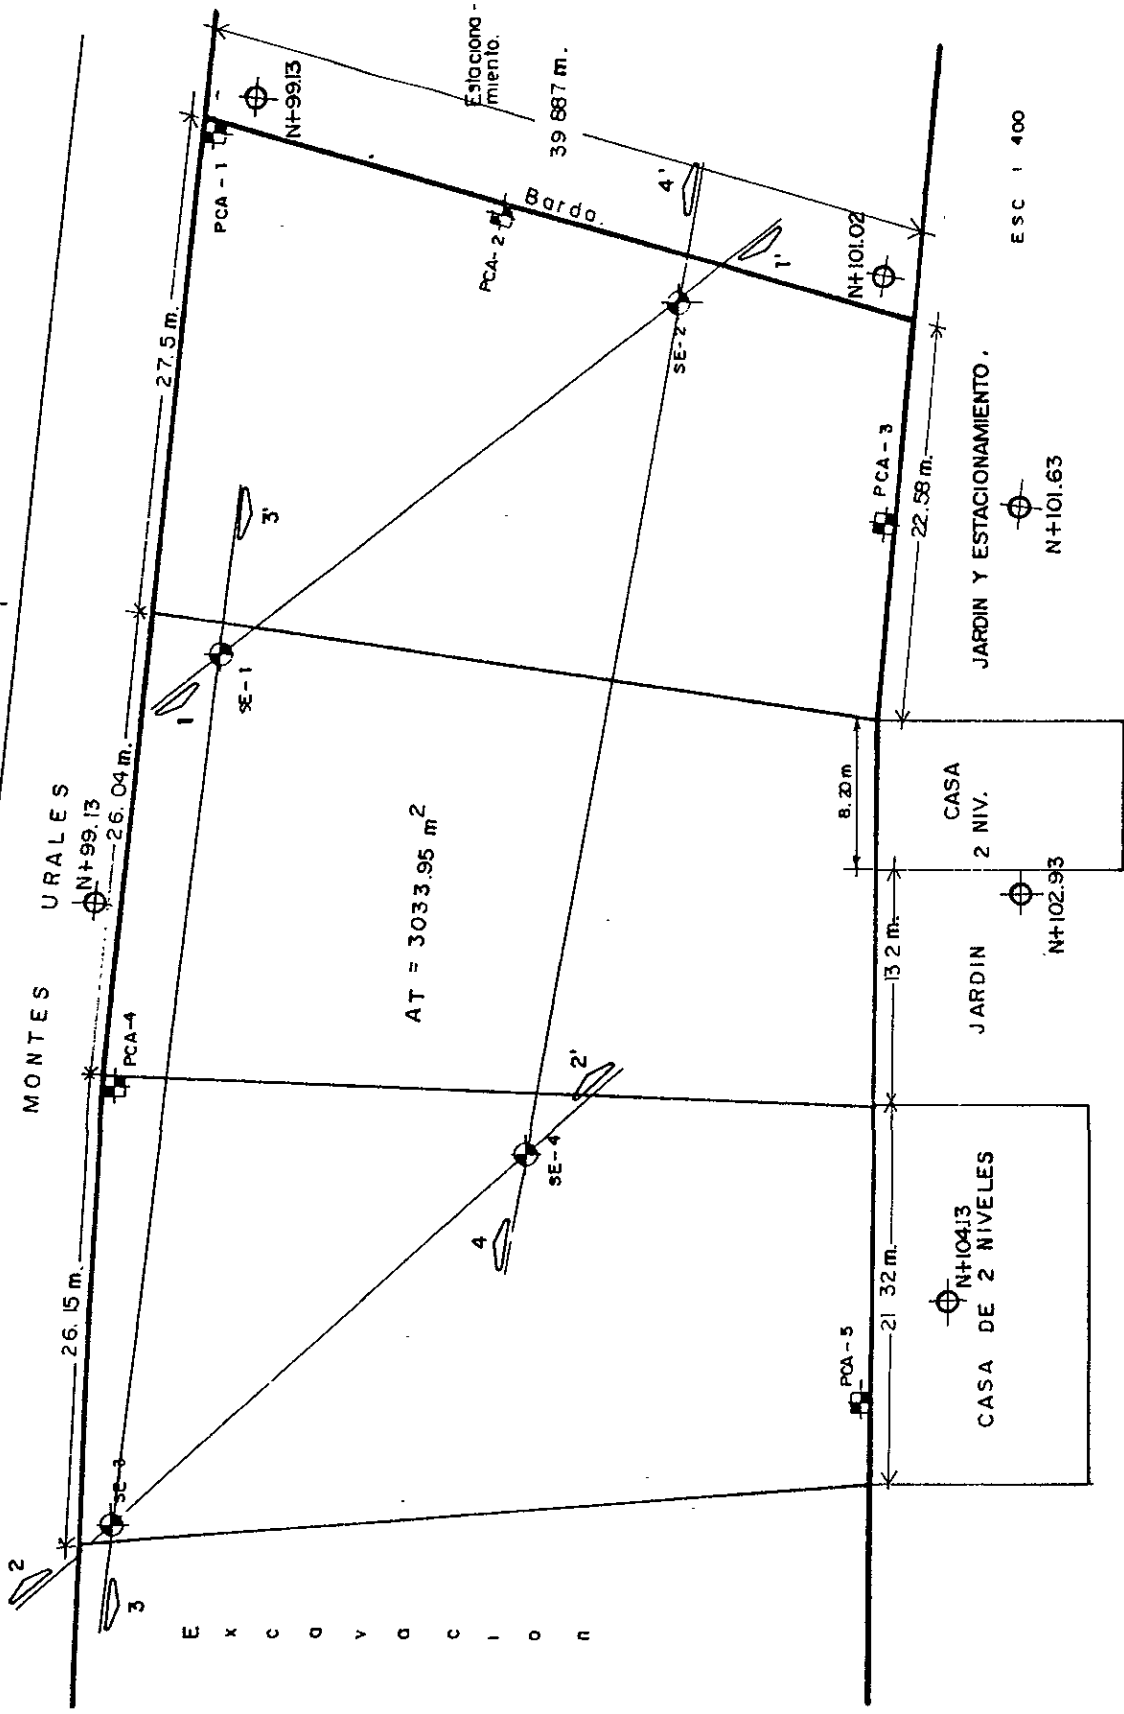 MONTES URALES
N+99.13
26.15 m.
26.04 m.
27.5 m.
2
3
SE-3
PCA-4
1
SE-1
3'
PCA-1
N+99.13
Estaciona-
miento.
39 887 m.
Barda.
PCA-2
4'
1'
SE-2
N+101.02
AT = 3033.95 m²
4
SE-4
2'
Excavacion
PCA-5
PCA-3
21 32 m.
13 2 m.
8.20 m
22.58 m.
N+104.13
CASA DE 2 NIVELES
JARDIN
N+102.93
CASA
2 NIV.
JARDIN Y ESTACIONAMIENTO.
N+101.63
ESC 1 400